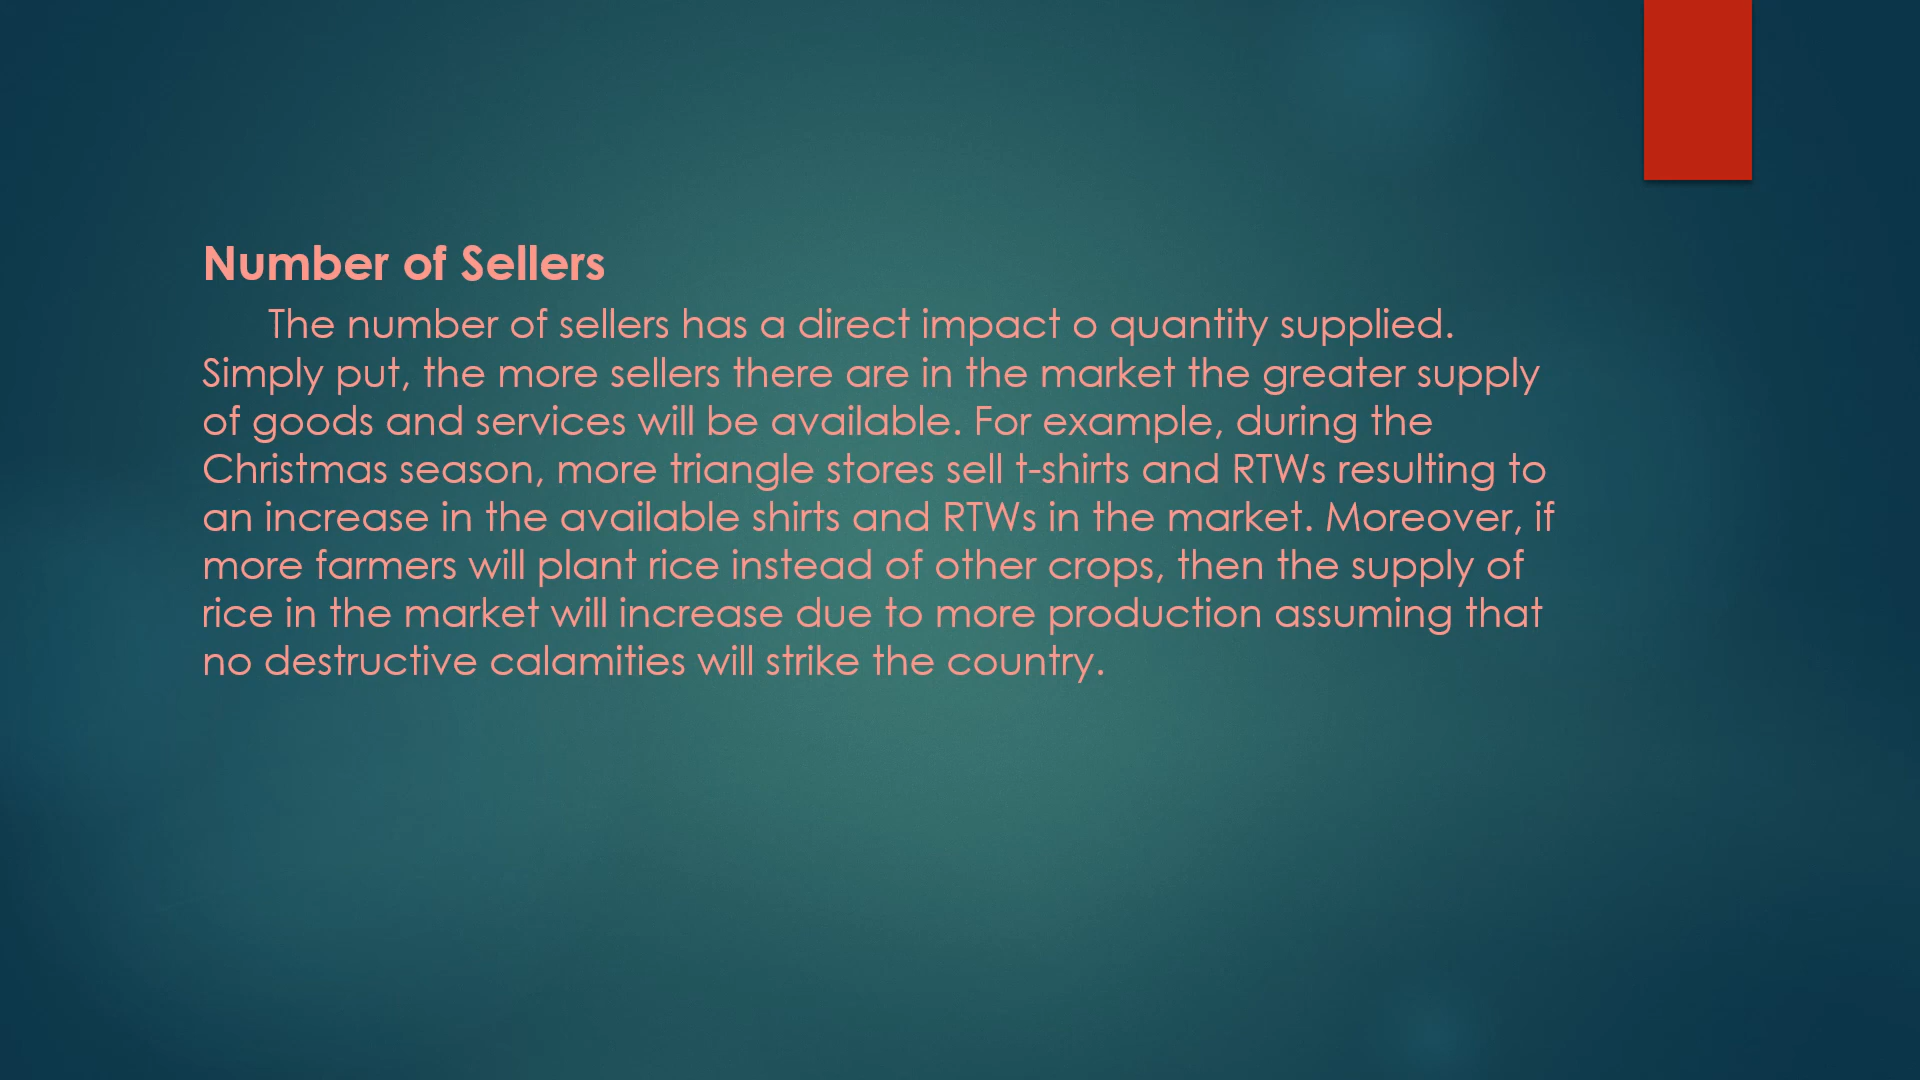 Number of Sellers
The number of sellers has a direct impact o quantity supplied.
Simply put, the more sellers there are in the market the greater supply
of goods and services will be available. For example, during the
Christmas season, more triangle stores sell t-shirts and RTWs resulting to
an increase in the available shirts and RTWs in the market. Moreover, if
more farmers will plant rice instead of other crops, then the supply of
rice in the market will increase due to more production assuming that
no destructive calamities will strike the country.